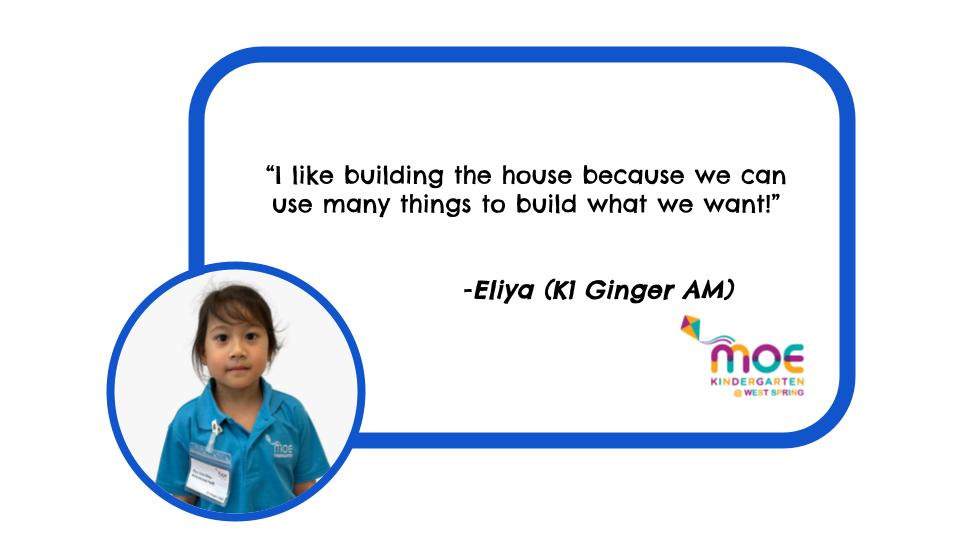 “I like building the house because we can
use many things to build what we want!”
-Eliya (K1 Ginger AM)
moe
KINDERGARTEN
@ WEST SPRING
moe